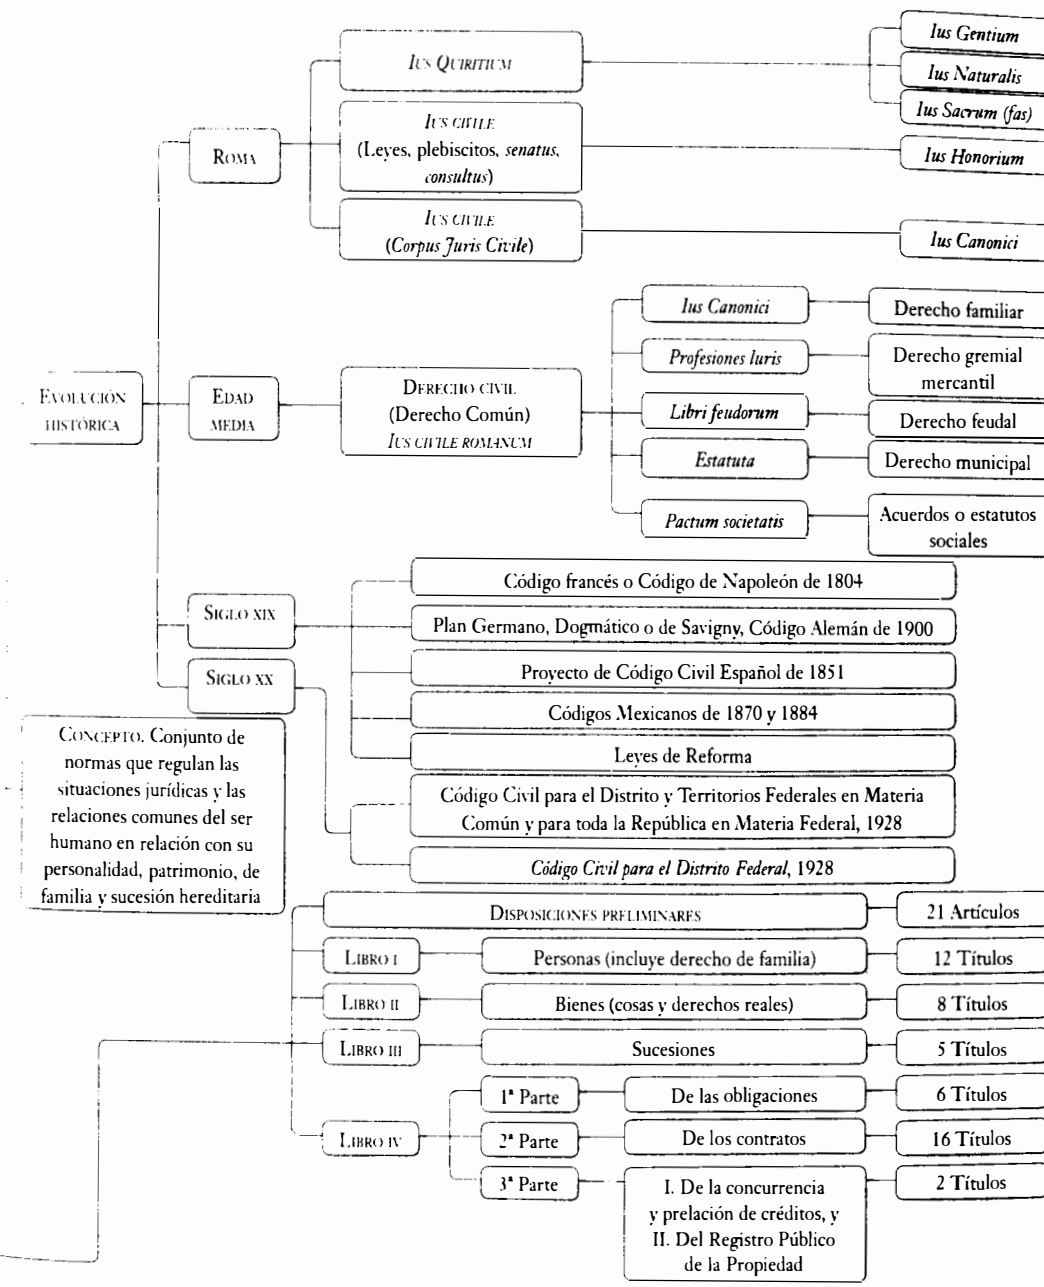 EVOLUCIÓN
HISTÓRICA
ROMA
IUS QUIRITIUM
Ius Gentium
Ius Naturalis
Ius Sacrum (fas)
IUS CIVILE
(Leyes, plebiscitos, senatus,
consultus)
Ius Honorium
IUS CIVILE
(Corpus Juris Civile)
Ius Canonici
EDAD
MEDIA
DERECHO CIVIL
(Derecho Común)
IUS CIVILE ROMANUM
Ius Canonici
Derecho familiar
Profesiones Iuris
Derecho gremial
mercantil
Libri feudorum
Derecho feudal
Estatuta
Derecho municipal
Pactum societatis
Acuerdos o estatutos
sociales
SIGLO XIX
Código francés o Código de Napoleón de 1804
Plan Germano, Dogmático o de Savigny, Código Alemán de 1900
Proyecto de Código Civil Español de 1851
Códigos Mexicanos de 1870 y 1884
Leyes de Reforma
SIGLO XX
Código Civil para el Distrito y Territorios Federales en Materia
Común y para toda la República en Materia Federal, 1928
Código Civil para el Distrito Federal, 1928
CONCEPTO. Conjunto de
normas que regulan las
situaciones jurídicas y las
relaciones comunes del ser
humano en relación con su
personalidad, patrimonio, de
familia y sucesión hereditaria
DISPOSICIONES PRELIMINARES
21 Artículos
LIBRO I
Personas (incluye derecho de familia)
12 Títulos
LIBRO II
Bienes (cosas y derechos reales)
8 Títulos
LIBRO III
Sucesiones
5 Títulos
LIBRO IV
1ª Parte
De las obligaciones
6 Títulos
2ª Parte
De los contratos
16 Títulos
3ª Parte
I. De la concurrencia
y prelación de créditos, y
II. Del Registro Público
de la Propiedad
2 Títulos